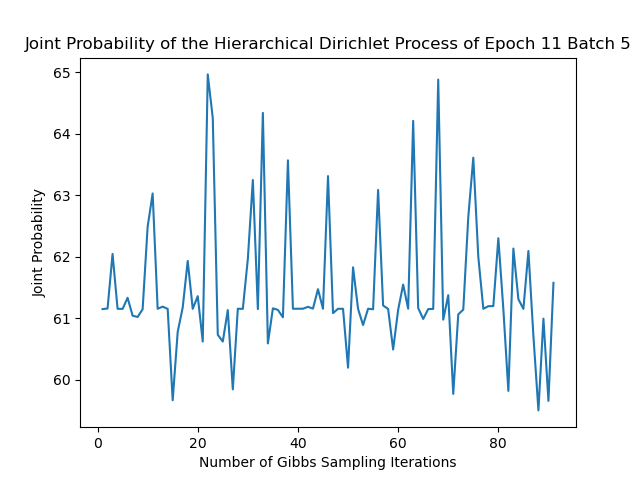 Joint Probability of the Hierarchical Dirichlet Process of Epoch 11 Batch 5
65
64
63
62
61
60
Joint Probability
0 20 40 60 80
Number of Gibbs Sampling Iterations